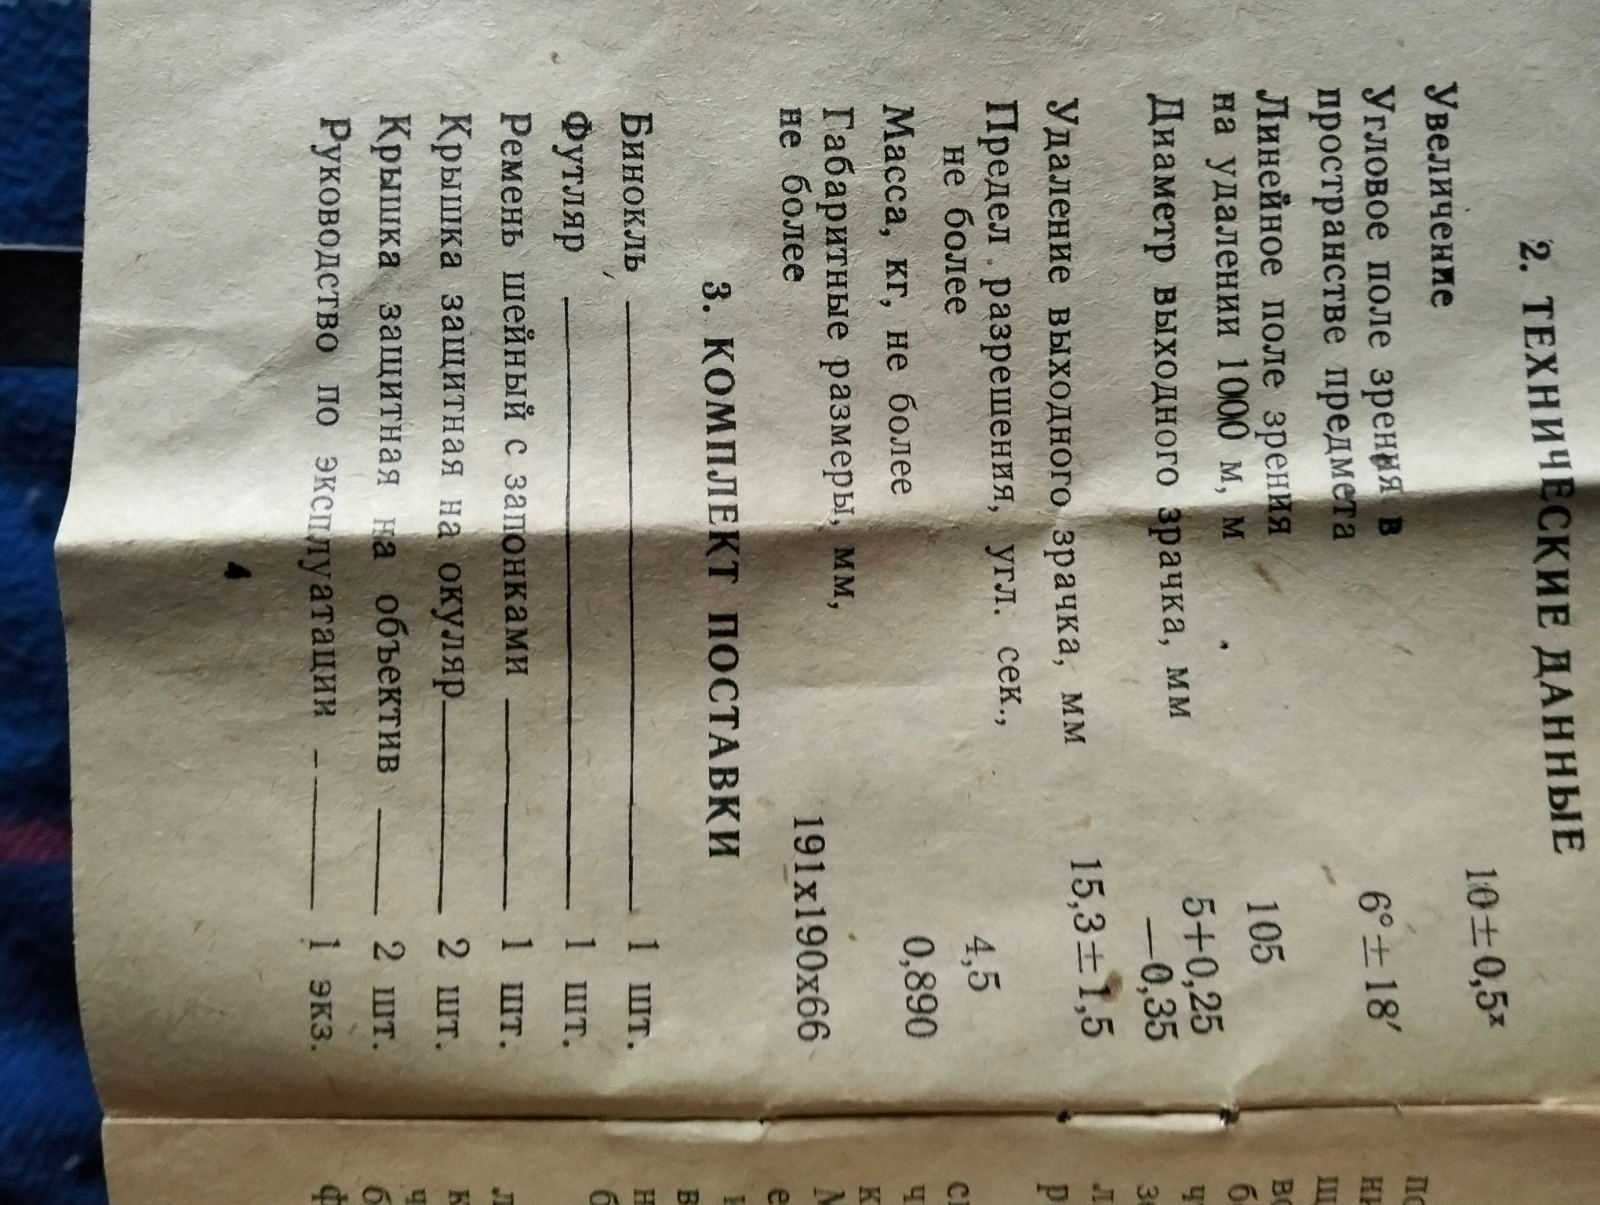 2. ТЕХНИЧЕСКИЕ ДАННЫЕ
Увеличение 10±0,5ˣ
Угловое поле зрения в
пространстве предмета 6°±18′
Линейное поле зрения
на удалении 1000 м, м 105
Диаметр выходного зрачка, мм 5+0,25
—0,35
Удаление выходного зрачка, мм 15,3±1,5
Предел разрешения, угл. сек.,
не более 4,5
Масса, кг, не более 0,890
Габаритные размеры, мм,
не более 191х190х66
3. КОМПЛЕКТ ПОСТАВКИ
Бинокль 1 шт.
Футляр 1 шт.
Ремень шейный с запонками 1 шт.
Крышка защитная на окуляр 2 шт.
Крышка защитная на объектив 2 шт.
Руководство по эксплуатации 1 экз.
4